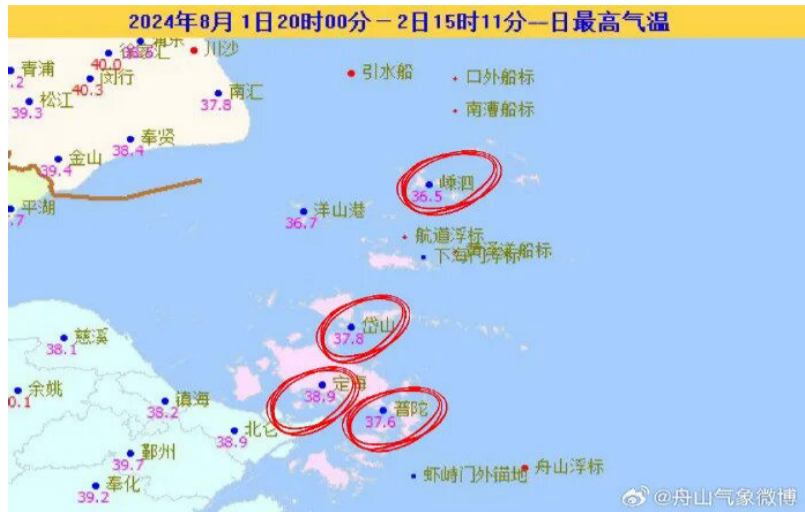 2024年8月 1日20时00分－2日15时11分--日最高气温
川沙
40.0
青浦
闵行
40.3
引水船
口外船标
松江
39.3
南汇
37.8
南漕船标
奉贤
38.4
金山
39.4
嵊泗
36.5
平湖
洋山港
36.7
航道浮标
下海门浮标
岱山
37.8
慈溪
38.1
余姚
定海
38.9
镇海
38.2
普陀
37.6
北仑
38.9
鄞州
39.7
奉化
39.2
虾峙门外锚地
舟山浮标
@舟山气象微博